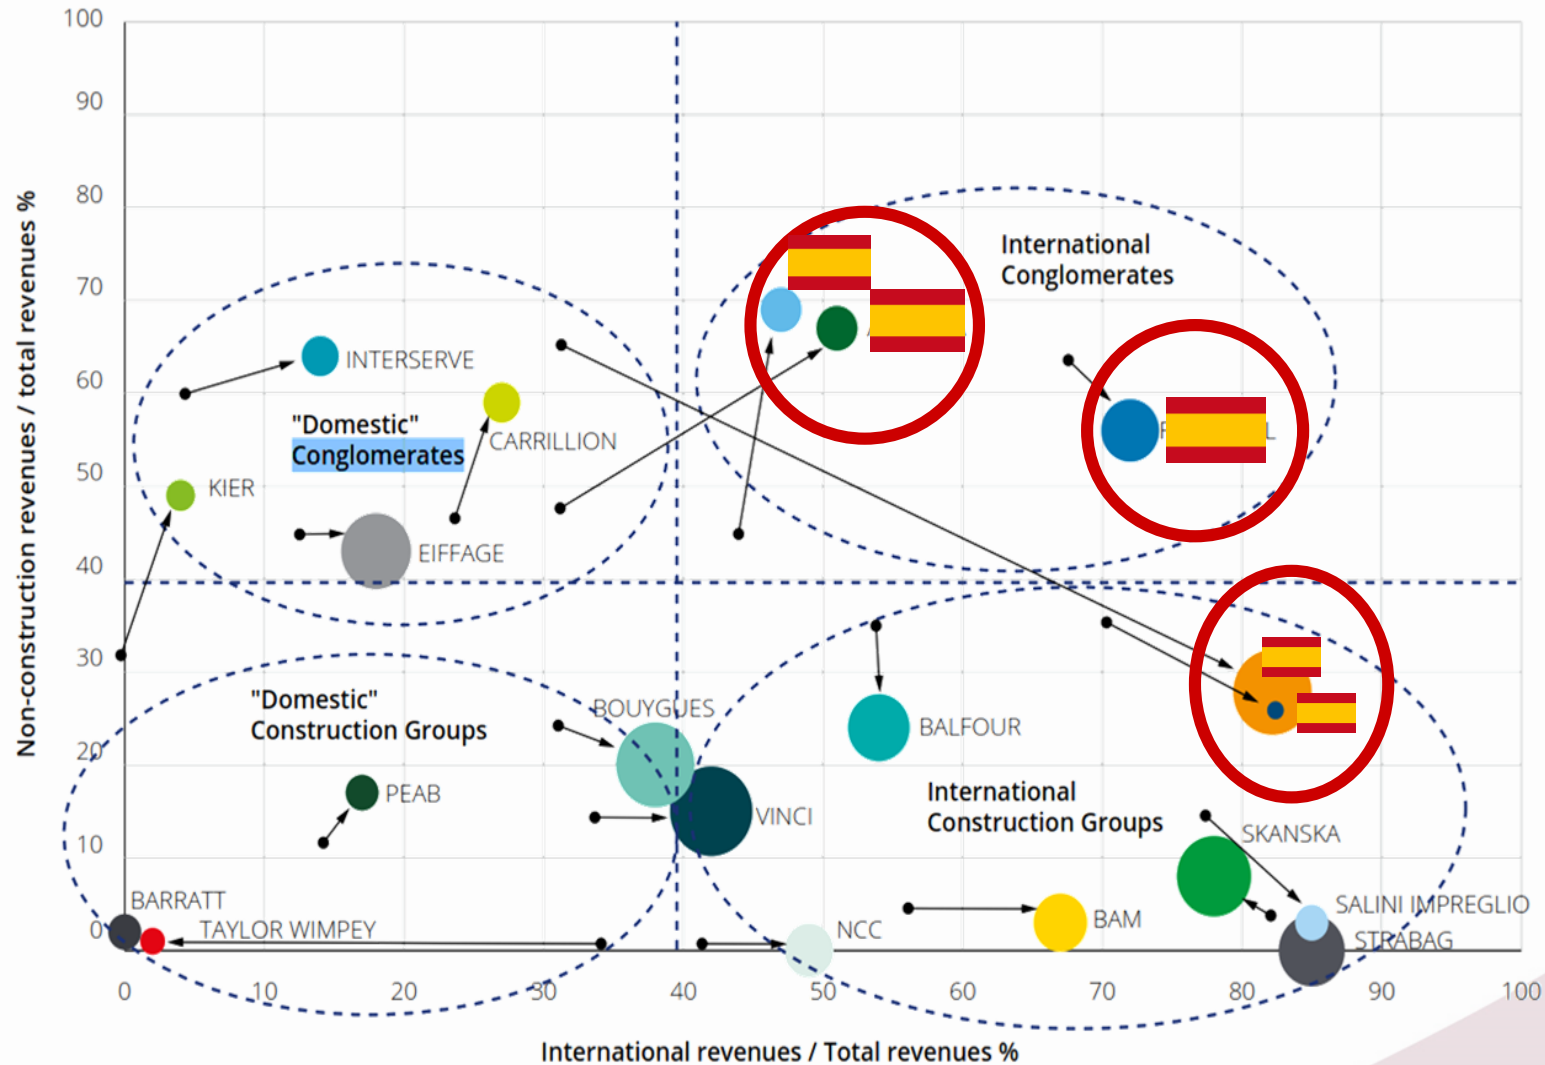 100
90
80
70
60
50
40
30
20
10
0
Non-construction revenues / total revenues %
International
Conglomerates
INTERSERVE
"Domestic"
Conglomerates
CARRILLION
KIER
EIFFAGE
"Domestic"
Construction Groups
BOUYGUES
BALFOUR
PEAB
VINCI
International
Construction Groups
SKANSKA
BARRATT
TAYLOR WIMPEY
NCC
BAM
SALINI IMPREGLIO
STRABAG
0 10 20 30 40 50 60 70 80 90 100
International revenues / Total revenues %